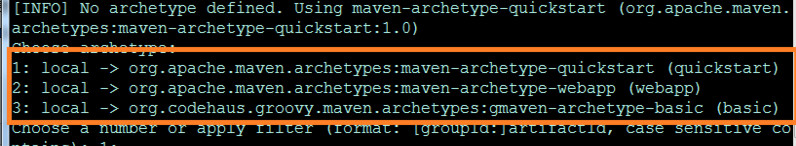 [INFO] No archetype defined. Using maven-archetype-quickstart (org.apache.maven.
archetypes:maven-archetype-quickstart:1.0)
Choose archetype:
1: local -> org.apache.maven.archetypes:maven-archetype-quickstart (quickstart)
2: local -> org.apache.maven.archetypes:maven-archetype-webapp (webapp)
3: local -> org.codehaus.groovy.maven.archetypes:gmaven-archetype-basic (basic)
Choose a number or apply filter (format: [groupId:]artifactId, case sensitive co
ntains): 1: